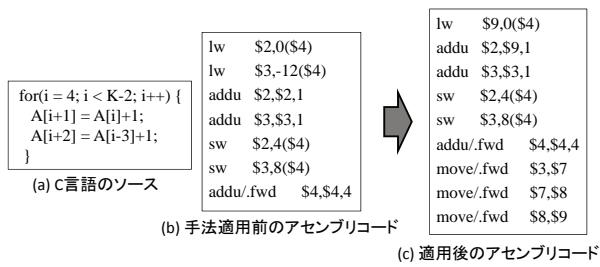 for(i = 4; i < K-2; i++) {
A[i+1] = A[i]+1;
A[i+2] = A[i-3]+1;
}
(a) C言語のソース
lw $2,0($4)
lw $3,-12($4)
addu $2,$2,1
addu $3,$3,1
sw $2,4($4)
sw $3,8($4)
addu/.fwd $4,$4,4
(b) 手法適用前のアセンブリコード
lw $9,0($4)
addu $2,$9,1
addu $3,$3,1
sw $2,4($4)
sw $3,8($4)
addu/.fwd $4,$4,4
move/.fwd $3,$7
move/.fwd $7,$8
move/.fwd $8,$9
(c) 適用後のアセンブリコード